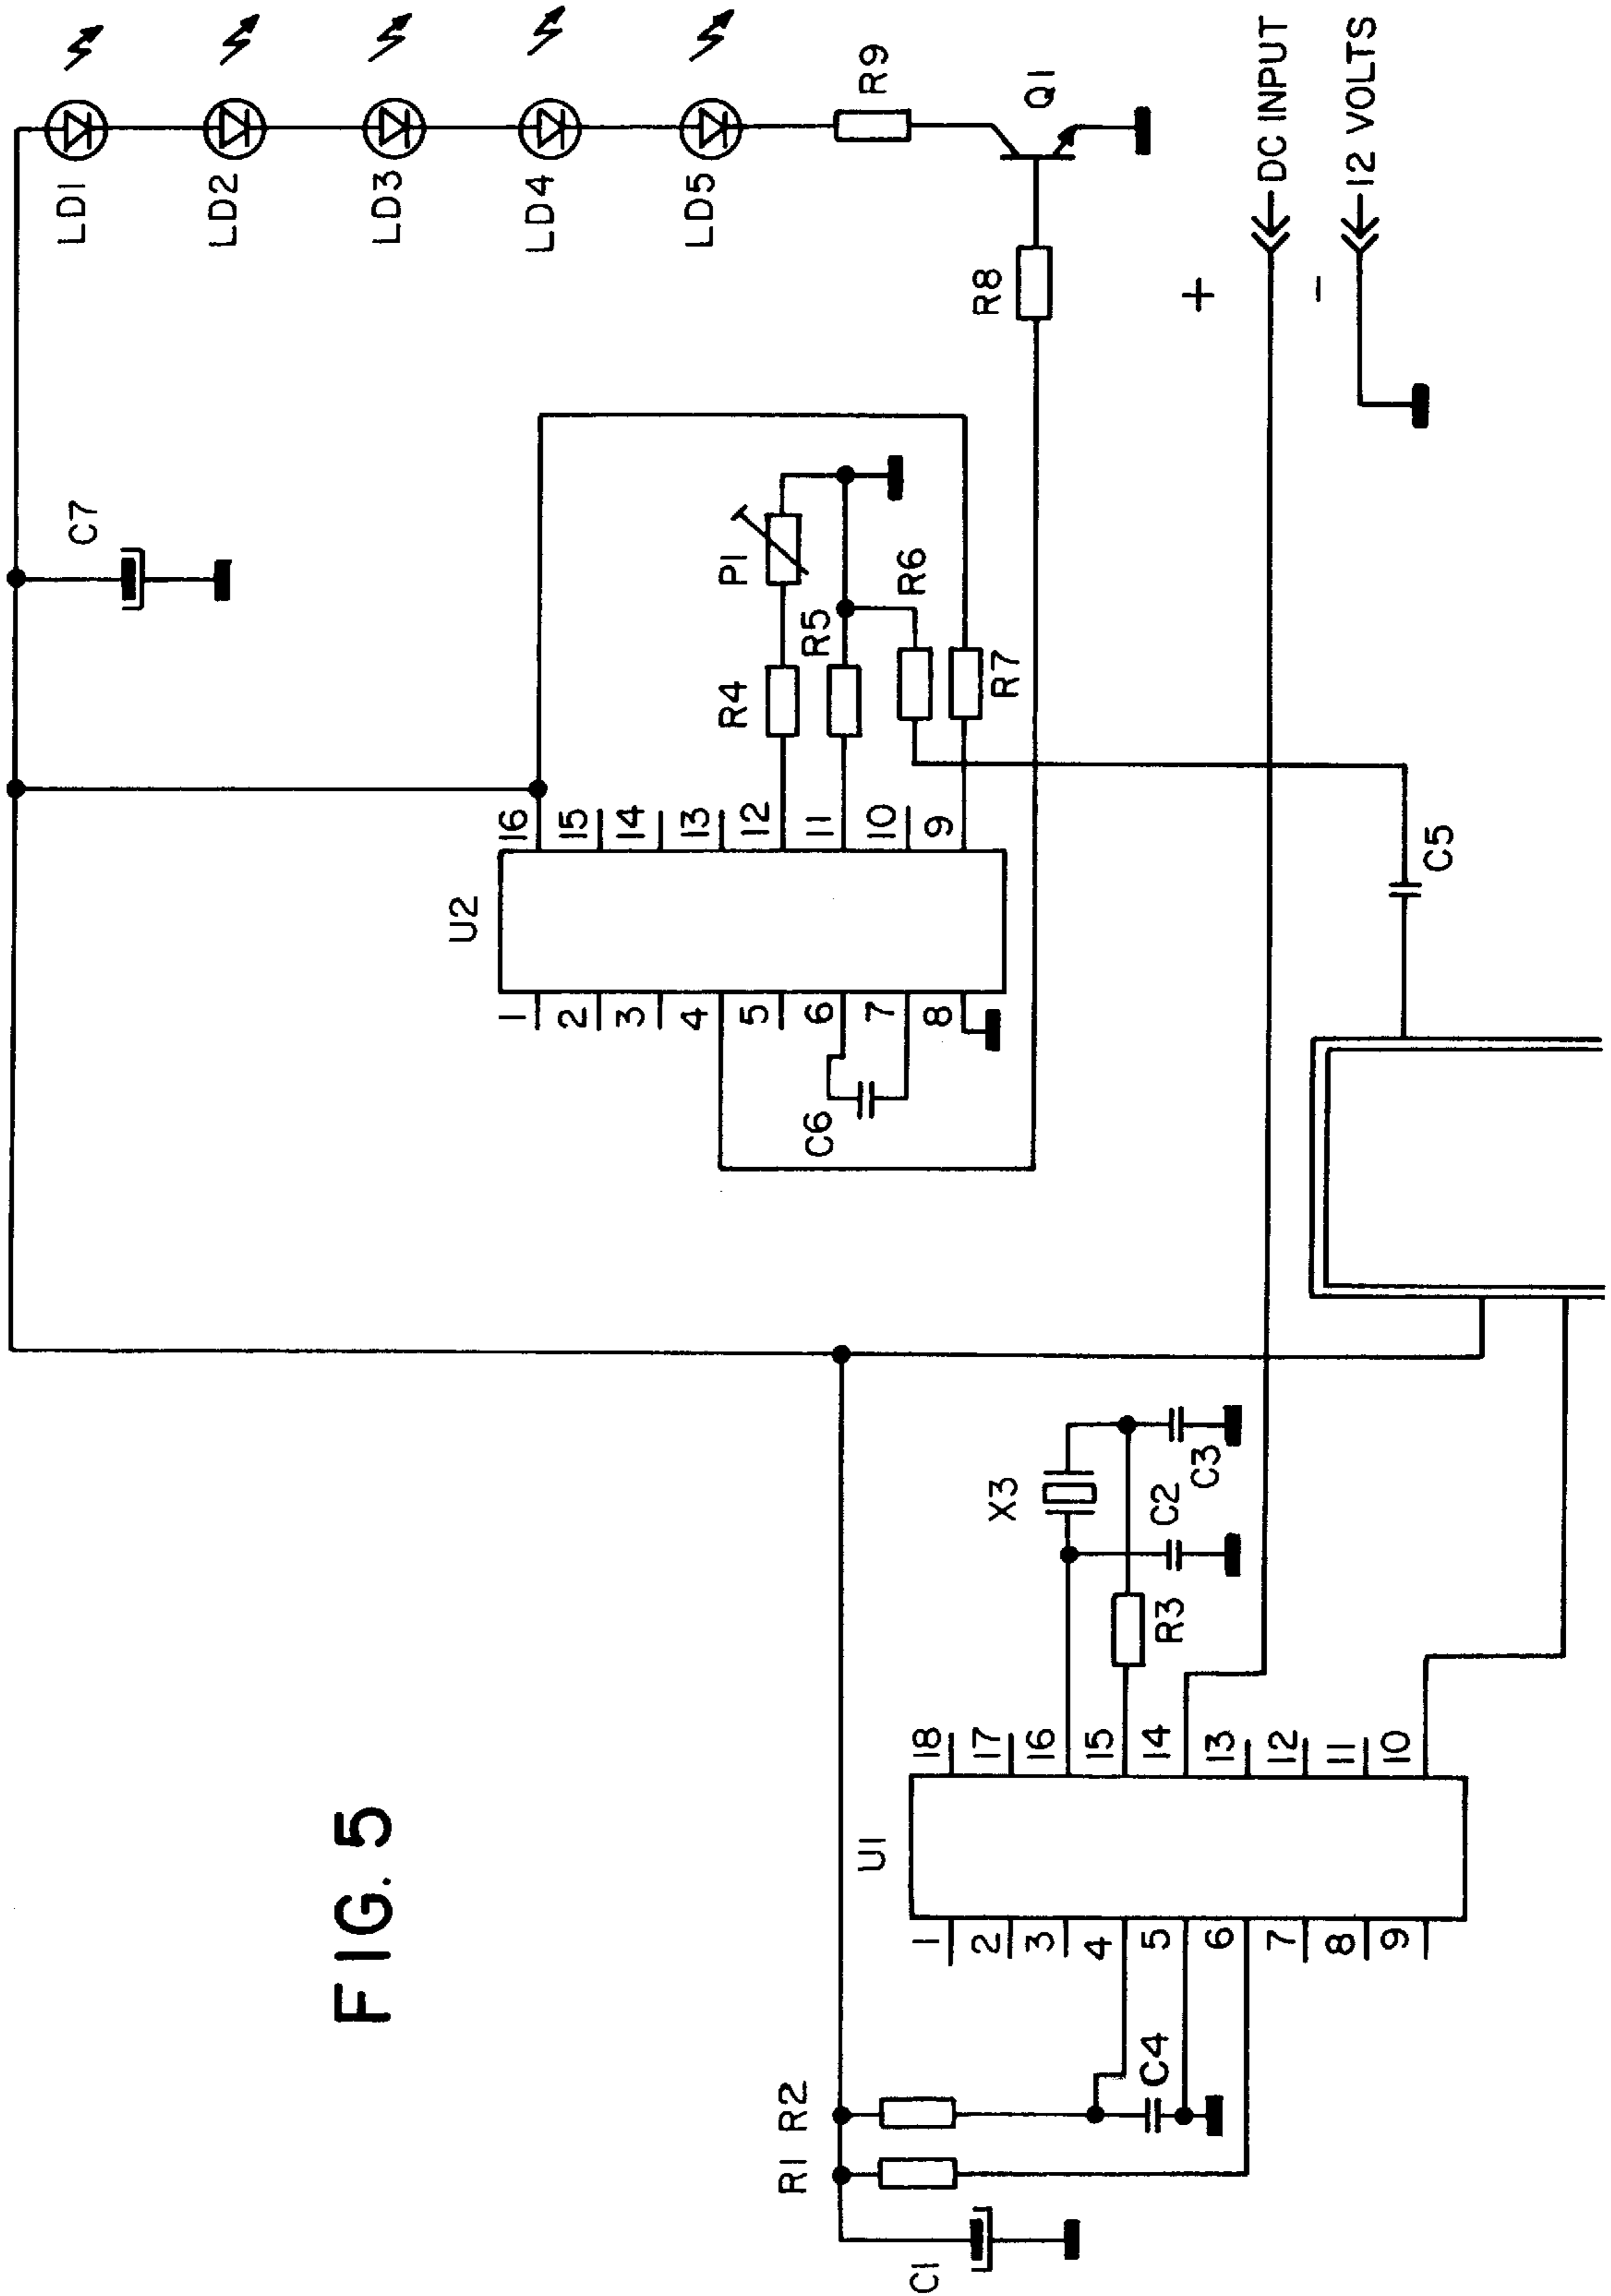 FIG. 5
LD1
LD2
LD3
LD4
LD5
R9
Q1
R8
+
DC INPUT
-
12 VOLTS
C7
U2
16
15
14
13
12
11
10
9
1
2
3
4
5
6
7
8
P1
R4
R5
R6
R7
C6
C5
X3
C2
C3
R3
U1
18
17
16
15
14
13
12
11
10
1
2
3
4
5
6
7
8
9
R1
R2
C4
C1